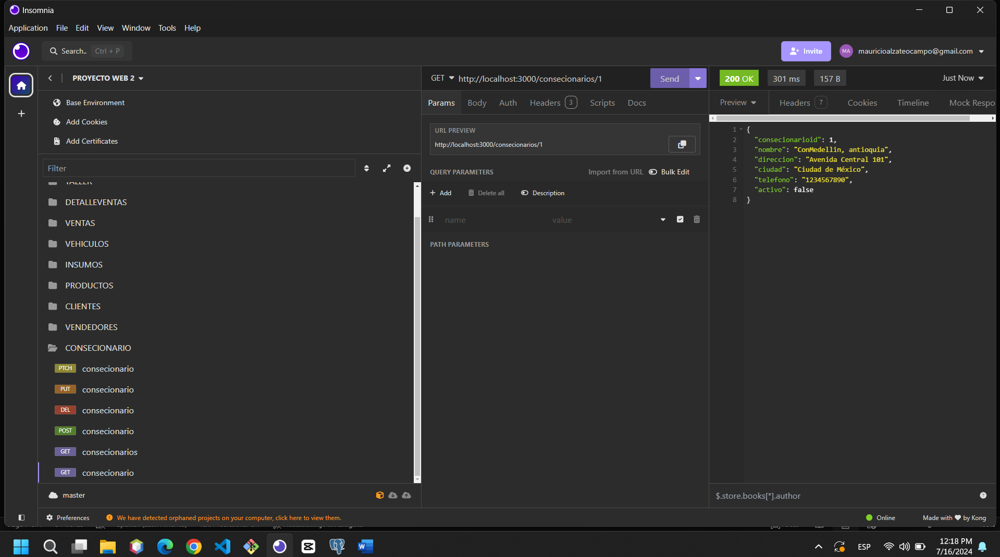 Insomnia
Application File Edit View Window Tools Help
Search.. Ctrl + P
Invite
MA mauricioalzateocampo@gmail.com
PROYECTO WEB 2
Base Environment
Add Cookies
Add Certificates
Filter
TALLER
DETALLEVENTAS
VENTAS
VEHICULOS
INSUMOS
PRODUCTOS
CLIENTES
VENDEDORES
CONSECIONARIO
PTCH consecionario
PUT consecionario
DEL consecionario
POST consecionario
GET consecionarios
GET consecionario
master
GET http://localhost:3000/consecionarios/1 Send
Params Body Auth Headers 3 Scripts Docs
URL PREVIEW
http://localhost:3000/consecionarios/1
QUERY PARAMETERS Import from URL Bulk Edit
Add Delete all Description
name value
PATH PARAMETERS
200 OK 301 ms 157 B Just Now
Preview Headers 7 Cookies Timeline Mock Respo
1 {
2 "consecionarioid": 1,
3 "nombre": "ConMedellin, antioquia",
4 "direccion": "Avenida Central 101",
5 "ciudad": "Ciudad de México",
6 "telefono": "1234567890",
7 "activo": false
8 }
$.store.books[*].author
Preferences We have detected orphaned projects on your computer, click here to view them. Online Made with ❤ by Kong
W
ESP
12:18 PM
7/16/2024